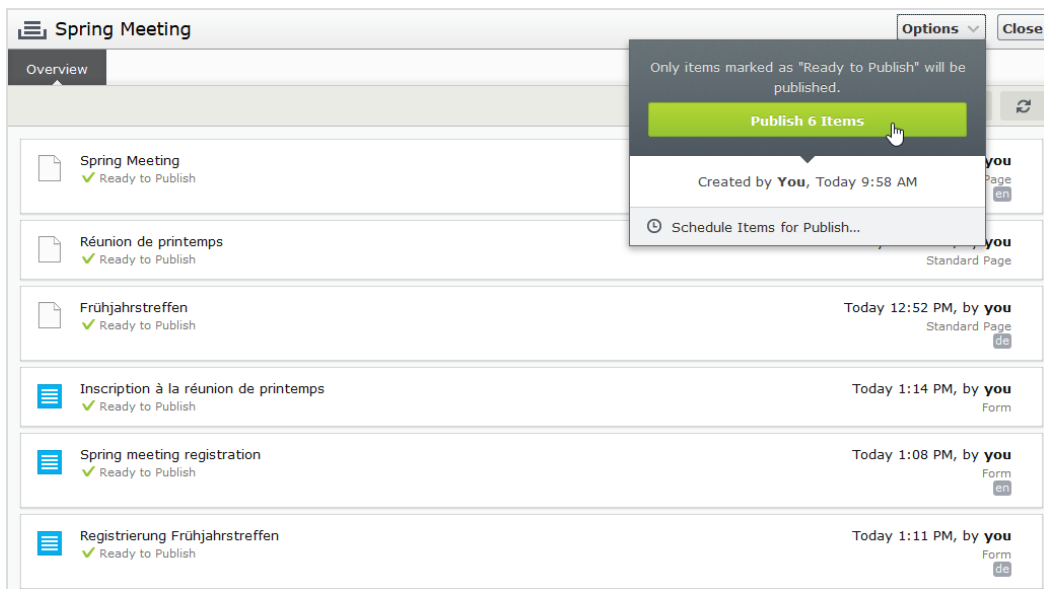 Spring Meeting
Options
Close
Overview
Only items marked as "Ready to Publish" will be
published.
Publish 6 Items
Created by You, Today 9:58 AM
Schedule Items for Publish...
Spring Meeting
you
Ready to Publish
Page
en
Réunion de printemps
you
Ready to Publish
Standard Page
Frühjahrstreffen
Today 12:52 PM, by you
Ready to Publish
Standard Page
de
Inscription à la réunion de printemps
Today 1:14 PM, by you
Ready to Publish
Form
Spring meeting registration
Today 1:08 PM, by you
Ready to Publish
Form
en
Registrierung Frühjahrstreffen
Today 1:11 PM, by you
Ready to Publish
Form
de